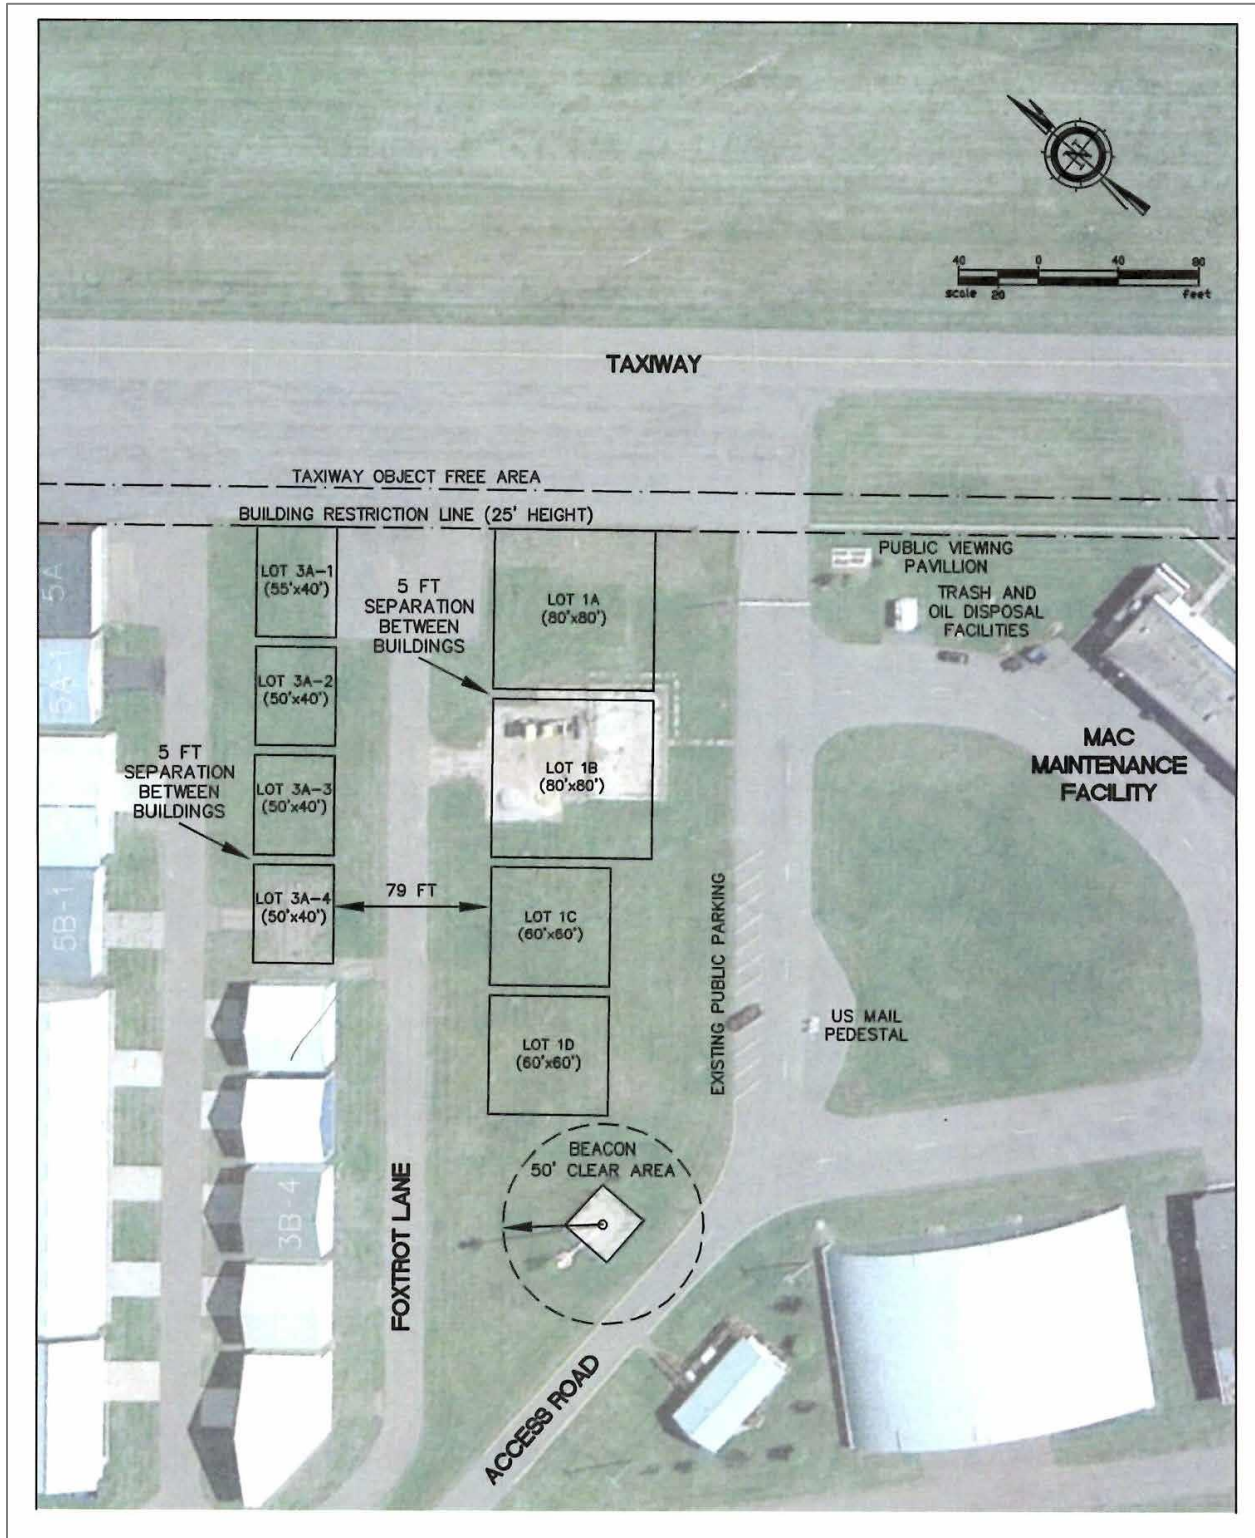 N
40
0
40
80
scale
20
feet
TAXIWAY
TAXIWAY OBJECT FREE AREA
BUILDING RESTRICTION LINE (25' HEIGHT)
5A
5A-1
5B-1
3B-4
LOT 3A-1
(55'x40')
LOT 3A-2
(50'x40')
LOT 3A-3
(50'x40')
LOT 3A-4
(50'x40')
5 FT
SEPARATION
BETWEEN
BUILDINGS
5 FT
SEPARATION
BETWEEN
BUILDINGS
79 FT
LOT 1A
(80'x80')
LOT 1B
(80'x80')
LOT 1C
(60'x60')
LOT 1D
(60'x60')
PUBLIC VIEWING
PAVILLION
TRASH AND
OIL DISPOSAL
FACILITIES
MAC
MAINTENANCE
FACILITY
EXISTING PUBLIC PARKING
US MAIL
PEDESTAL
BEACON
50' CLEAR AREA
FOXTROT LANE
ACCESS ROAD